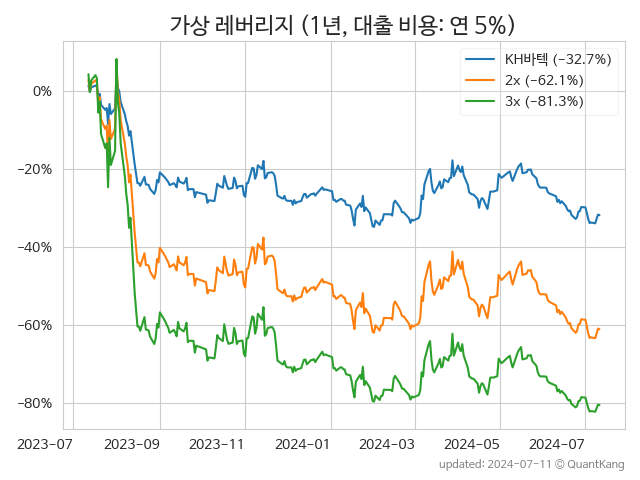 가상 레버리지 (1년, 대출 비용: 연 5%)
KH바텍 (−32.7%)
2x (−62.1%)
3x (−81.3%)
0%
−20%
−40%
−60%
−80%
2023-07 2023-09 2023-11 2024-01 2024-03 2024-05 2024-07
updated: 2024-07-11 © QuantKang